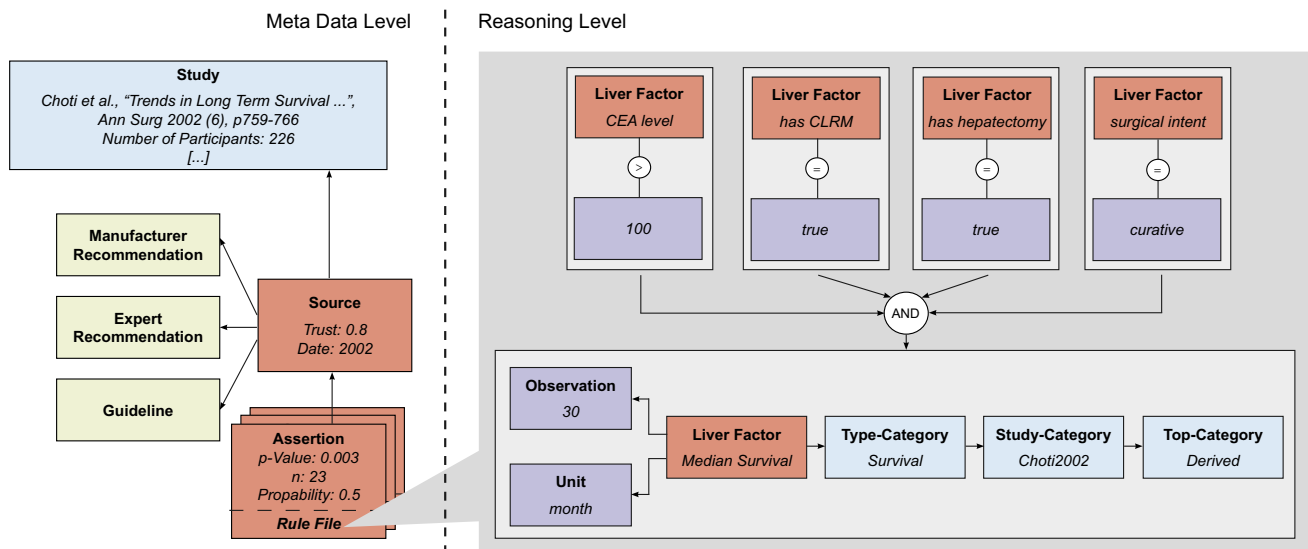 Meta Data Level
Reasoning Level
Study
Choti et al., “Trends in Long Term Survival ...”,
Ann Surg 2002 (6), p759-766
Number of Participants: 226
[...]
Manufacturer
Recommendation
Expert
Recommendation
Guideline
Source
Trust: 0.8
Date: 2002
Assertion
p-Value: 0.003
n: 23
Propability: 0.5
Rule File
Liver Factor
CEA level
>
100
Liver Factor
has CLRM
=
true
Liver Factor
has hepatectomy
=
true
Liver Factor
surgical intent
=
curative
AND
Observation
30
Unit
month
Liver Factor
Median Survival
Type-Category
Survival
Study-Category
Choti2002
Top-Category
Derived